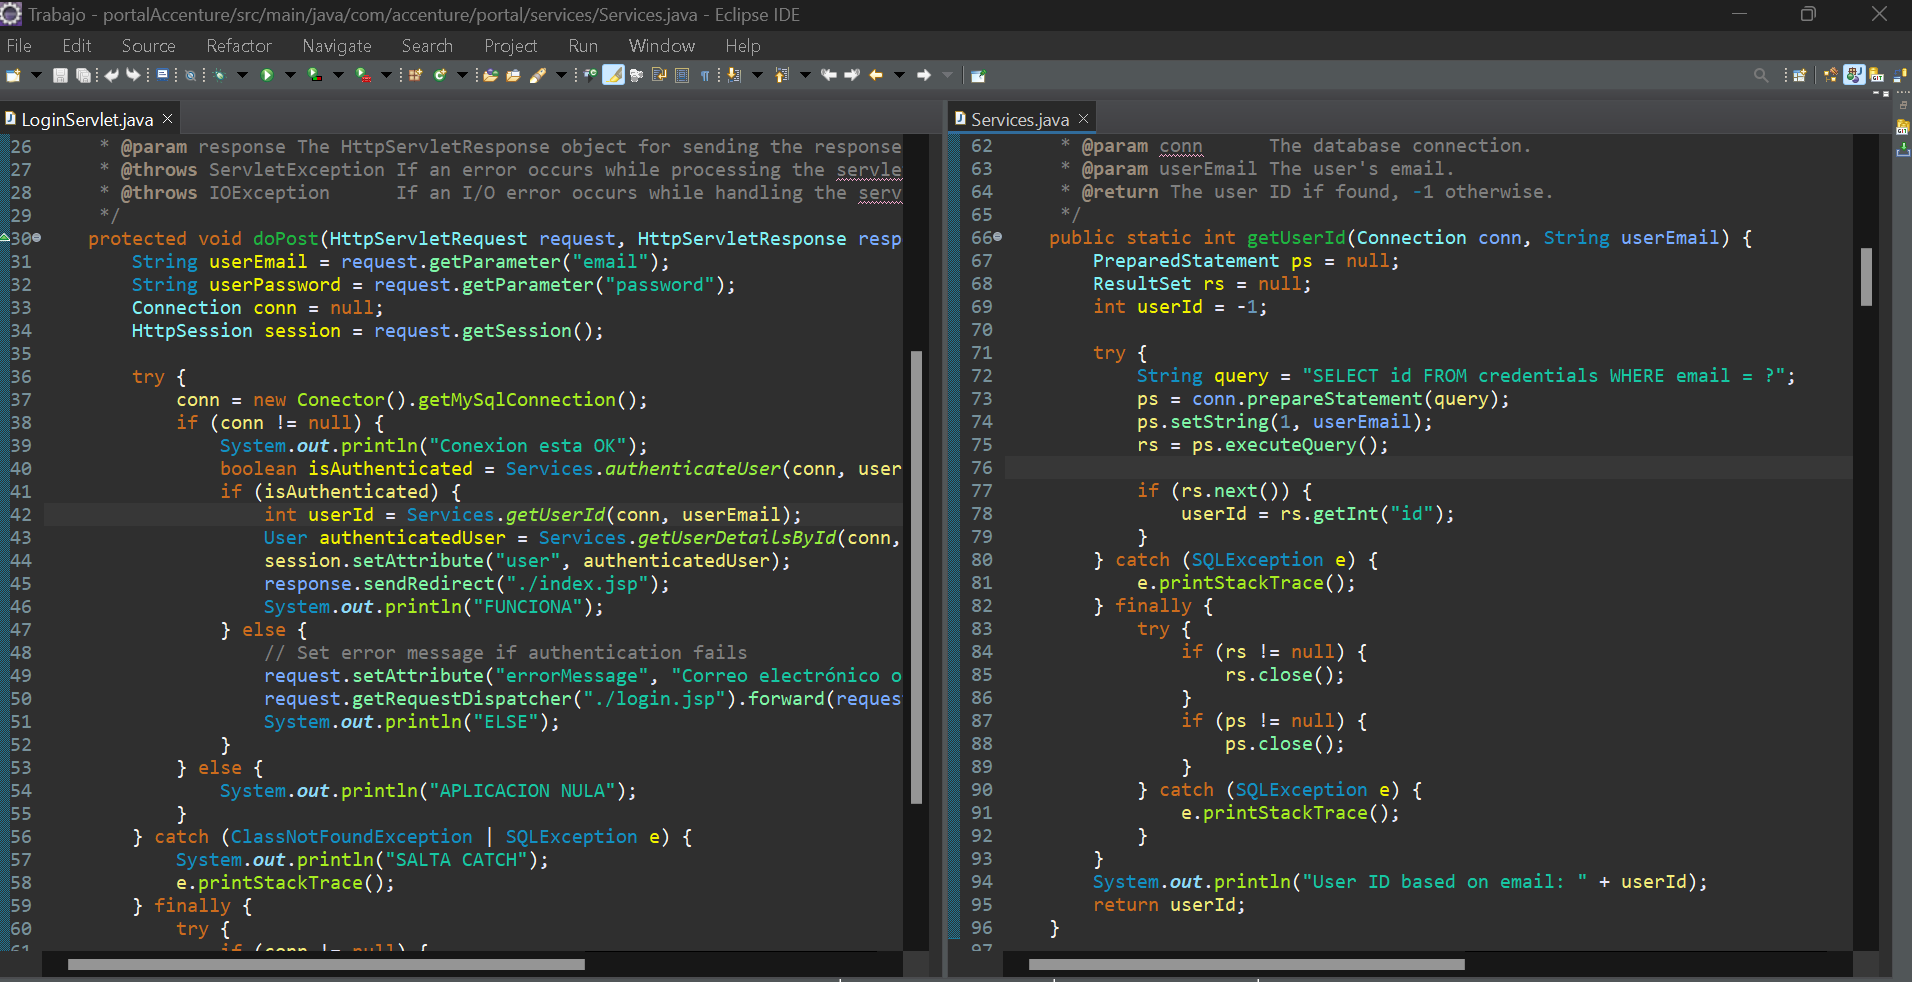 Trabajo - portalAccenture/src/main/java/com/accenture/portal/services/Services.java - Eclipse IDE
File Edit Source Refactor Navigate Search Project Run Window Help
LoginServlet.java
26 * @param response The HttpServletResponse object for sending the response
27 * @throws ServletException If an error occurs while processing the servle
28 * @throws IOException      If an I/O error occurs while handling the serv
29 */
30 protected void doPost(HttpServletRequest request, HttpServletResponse resp
31 String userEmail = request.getParameter("email");
32 String userPassword = request.getParameter("password");
33 Connection conn = null;
34 HttpSession session = request.getSession();
35
36 try {
37 conn = new Conector().getMySqlConnection();
38 if (conn != null) {
39 System.out.println("Conexion esta OK");
40 boolean isAuthenticated = Services.authenticateUser(conn, user
41 if (isAuthenticated) {
42 int userId = Services.getUserId(conn, userEmail);
43 User authenticatedUser = Services.getUserDetailsById(conn,
44 session.setAttribute("user", authenticatedUser);
45 response.sendRedirect("./index.jsp");
46 System.out.println("FUNCIONA");
47 } else {
48 // Set error message if authentication fails
49 request.setAttribute("errorMessage", "Correo electrónico o
50 request.getRequestDispatcher("./login.jsp").forward(reques
51 System.out.println("ELSE");
52 }
53 } else {
54 System.out.println("APLICACION NULA");
55 }
56 } catch (ClassNotFoundException | SQLException e) {
57 System.out.println("SALTA CATCH");
58 e.printStackTrace();
59 } finally {
60 try {
61 if (conn != null) {
Services.java
62 * @param conn      The database connection.
63 * @param userEmail The user's email.
64 * @return The user ID if found, -1 otherwise.
65 */
66 public static int getUserId(Connection conn, String userEmail) {
67 PreparedStatement ps = null;
68 ResultSet rs = null;
69 int userId = -1;
70
71 try {
72 String query = "SELECT id FROM credentials WHERE email = ?";
73 ps = conn.prepareStatement(query);
74 ps.setString(1, userEmail);
75 rs = ps.executeQuery();
76
77 if (rs.next()) {
78 userId = rs.getInt("id");
79 }
80 } catch (SQLException e) {
81 e.printStackTrace();
82 } finally {
83 try {
84 if (rs != null) {
85 rs.close();
86 }
87 if (ps != null) {
88 ps.close();
89 }
90 } catch (SQLException e) {
91 e.printStackTrace();
92 }
93 }
94 System.out.println("User ID based on email: " + userId);
95 return userId;
96 }
97